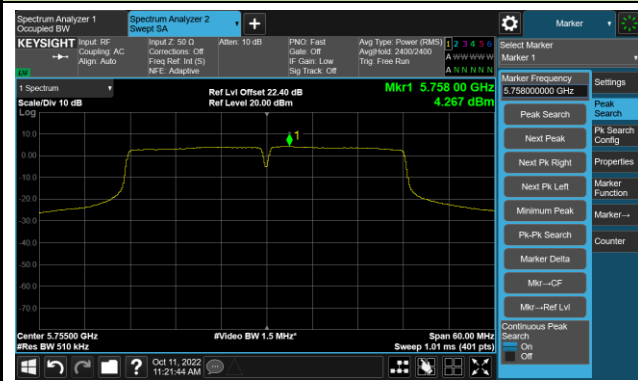 Spectrum Analyzer 1
Occupied BW
Spectrum Analyzer 2
Swept SA
Marker
KEYSIGHT
Input: RF
Coupling: AC
Align: Auto
Input Z: 50 Ω
Corrections: Off
Freq Ref: Int (S)
NFE: Adaptive
Atten: 10 dB
PNO: Fast
Gate: Off
IF Gain: Low
Sig Track: Off
Avg Type: Power (RMS)
Avg|Hold: 2400/2400
Trig: Free Run
1 2 3 4 5 6
A W W W W W
A N N N N N
LXI
Select Marker
Marker 1
1 Spectrum
Scale/Div 10 dB
Log
Ref Lvl Offset 22.40 dB
Ref Level 20.00 dBm
Mkr1 5.758 00 GHz
4.267 dBm
1
10.0
0.00
-10.0
-20.0
-30.0
-40.0
-50.0
-60.0
-70.0
Center 5.75500 GHz
#Res BW 510 kHz
#Video BW 1.5 MHz*
Span 60.00 MHz
Sweep 1.01 ms (401 pts)
Marker Frequency
5.758000000 GHz
Peak Search
Next Peak
Next Pk Right
Next Pk Left
Minimum Peak
Pk-Pk Search
Marker Delta
Mkr→CF
Mkr→Ref Lvl
Continuous Peak
Search
On
Off
Settings
Peak
Search
Pk Search
Config
Properties
Marker
Function
Marker→
Counter
Oct 11, 2022
11:21:44 AM